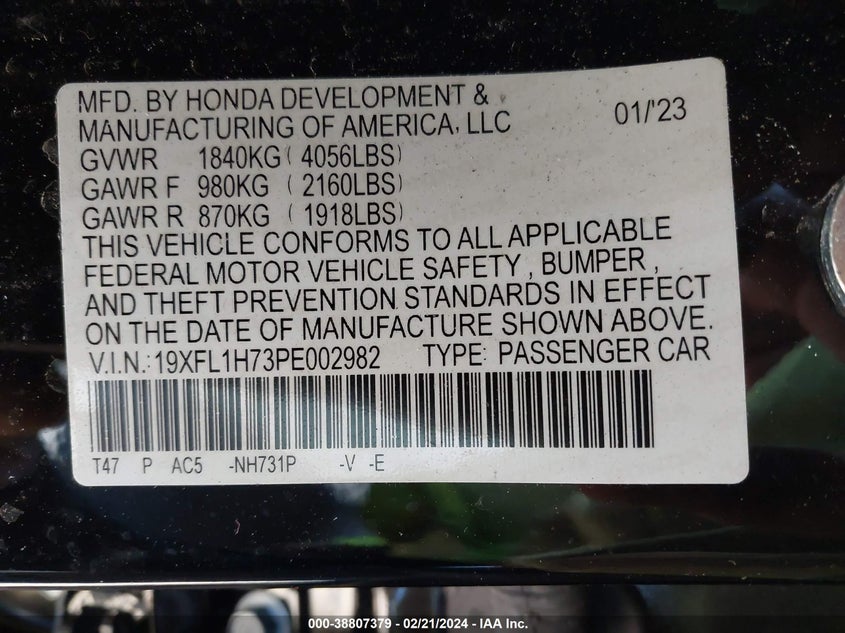 MFD. BY HONDA DEVELOPMENT &
MANUFACTURING OF AMERICA, LLC 01/'23
GVWR 1840KG ( 4056LBS)
GAWR F 980KG ( 2160LBS)
GAWR R 870KG ( 1918LBS)
THIS VEHICLE CONFORMS TO ALL APPLICABLE
FEDERAL MOTOR VEHICLE SAFETY , BUMPER ,
AND THEFT PREVENTION STANDARDS IN EFFECT
ON THE DATE OF MANUFACTURE SHOWN ABOVE.
V.I.N.: 19XFL1H73PE002982 TYPE: PASSENGER CAR
T47 P AC5 -NH731P -V -E
000-38807379 — 02/21/2024 - IAA Inc.